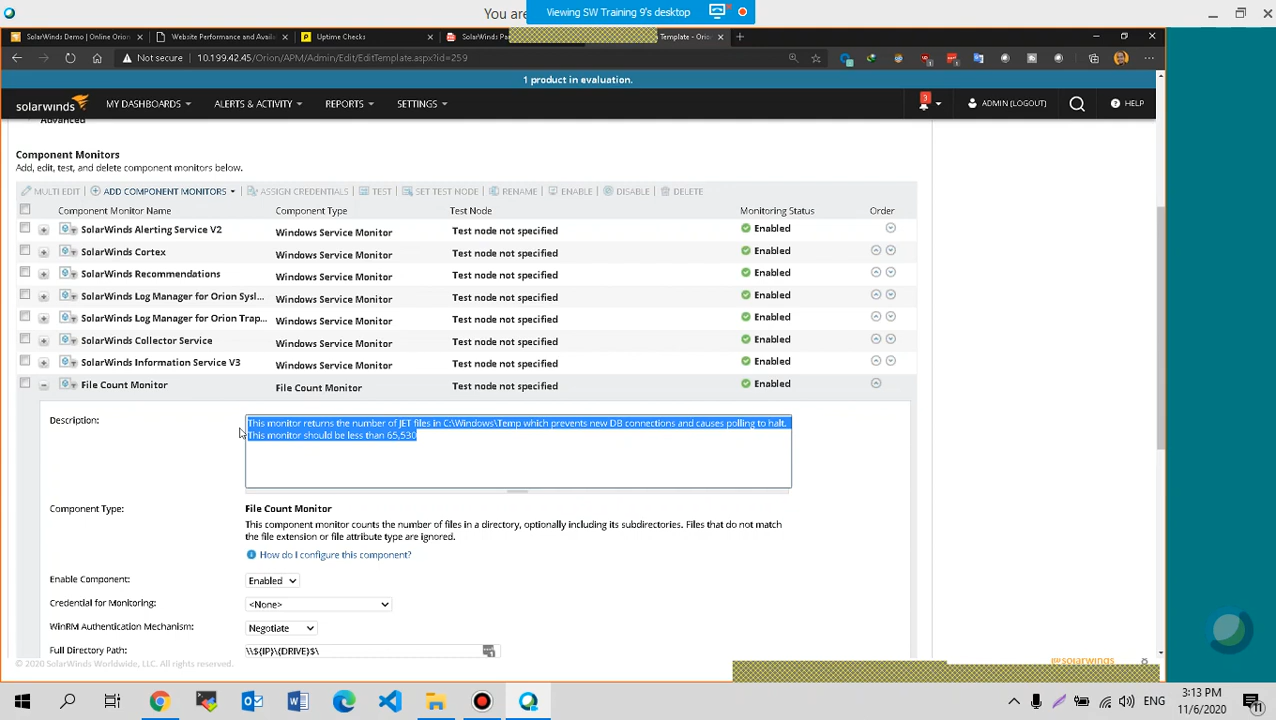 You are
Viewing SW Training 9's desktop
SolarWinds Demo | Online Orion
Website Performance and Availa
Uptime Checks
SolarWinds Pa
Template - Orion
Not secure
10.199.42.45/Orion/APM/Admin/Edit/EditTemplate.aspx?id=259
1 product in evaluation.
solarwinds
MY DASHBOARDS
ALERTS & ACTIVITY
REPORTS
SETTINGS
3
ADMIN (LOGOUT)
HELP
Advanced
Component Monitors
Add, edit, test, and delete component monitors below.
MULTI EDIT ADD COMPONENT MONITORS ASSIGN CREDENTIALS TEST SET TEST NODE RENAME ENABLE DISABLE DELETE
Component Monitor Name Component Type Test Node Monitoring Status Order
SolarWinds Alerting Service V2 Windows Service Monitor Test node not specified Enabled
SolarWinds Cortex Windows Service Monitor Test node not specified Enabled
SolarWinds Recommendations Windows Service Monitor Test node not specified Enabled
SolarWinds Log Manager for Orion Sysl... Windows Service Monitor Test node not specified Enabled
SolarWinds Log Manager for Orion Trap... Windows Service Monitor Test node not specified Enabled
SolarWinds Collector Service Windows Service Monitor Test node not specified Enabled
SolarWinds Information Service V3 Windows Service Monitor Test node not specified Enabled
File Count Monitor File Count Monitor Test node not specified Enabled
Description:
This monitor returns the number of JET files in C:\Windows\Temp which prevents new DB connections and causes polling to halt.
This monitor should be less than 65,530
Component Type:
File Count Monitor
This component monitor counts the number of files in a directory, optionally including its subdirectories. Files that do not match
the file extension or file attribute type are ignored.
How do I configure this component?
Enable Component:
Enabled
Credential for Monitoring:
<None>
WinRM Authentication Mechanism:
Negotiate
Full Directory Path:
\\${IP}\{DRIVE}$\
© 2020 SolarWinds Worldwide, LLC. All rights reserved.
@solarwinds
ENG
3:13 PM
11/6/2020